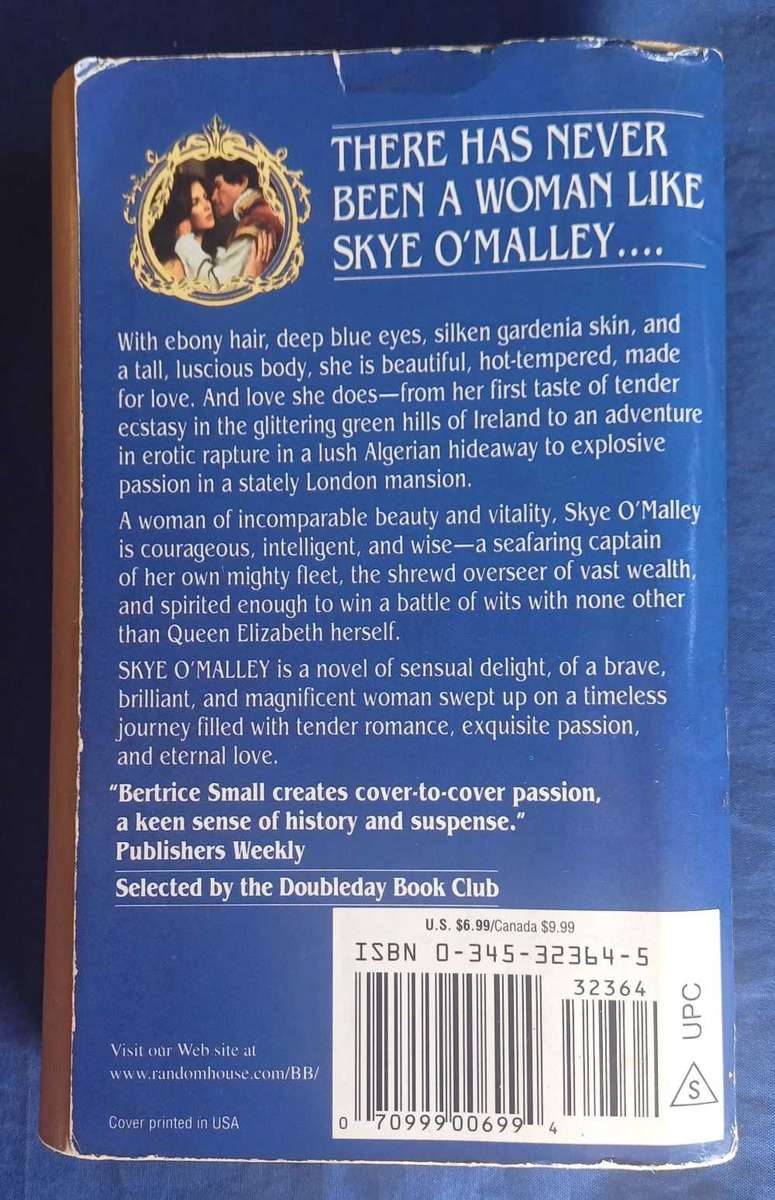 THERE HAS NEVER
BEEN A WOMAN LIKE
SKYE O'MALLEY....
With ebony hair, deep blue eyes, silken gardenia skin, and
a tall, luscious body, she is beautiful, hot-tempered, made
for love. And love she does—from her first taste of tender
ecstasy in the glittering green hills of Ireland to an adventure
in erotic rapture in a lush Algerian hideaway to explosive
passion in a stately London mansion.
A woman of incomparable beauty and vitality, Skye O'Malley
is courageous, intelligent, and wise—a seafaring captain
of her own mighty fleet, the shrewd overseer of vast wealth,
and spirited enough to win a battle of wits with none other
than Queen Elizabeth herself.
SKYE O'MALLEY is a novel of sensual delight, of a brave,
brilliant, and magnificent woman swept up on a timeless
journey filled with tender romance, exquisite passion,
and eternal love.
"Bertrice Small creates cover-to-cover passion,
a keen sense of history and suspense."
Publishers Weekly
Selected by the Doubleday Book Club
U.S. $6.99/Canada $9.99
ISBN 0-345-32364-5
32364
UPC
S
0 70999 00699 4
Visit our Web site at
www.randomhouse.com/BB/
Cover printed in USA